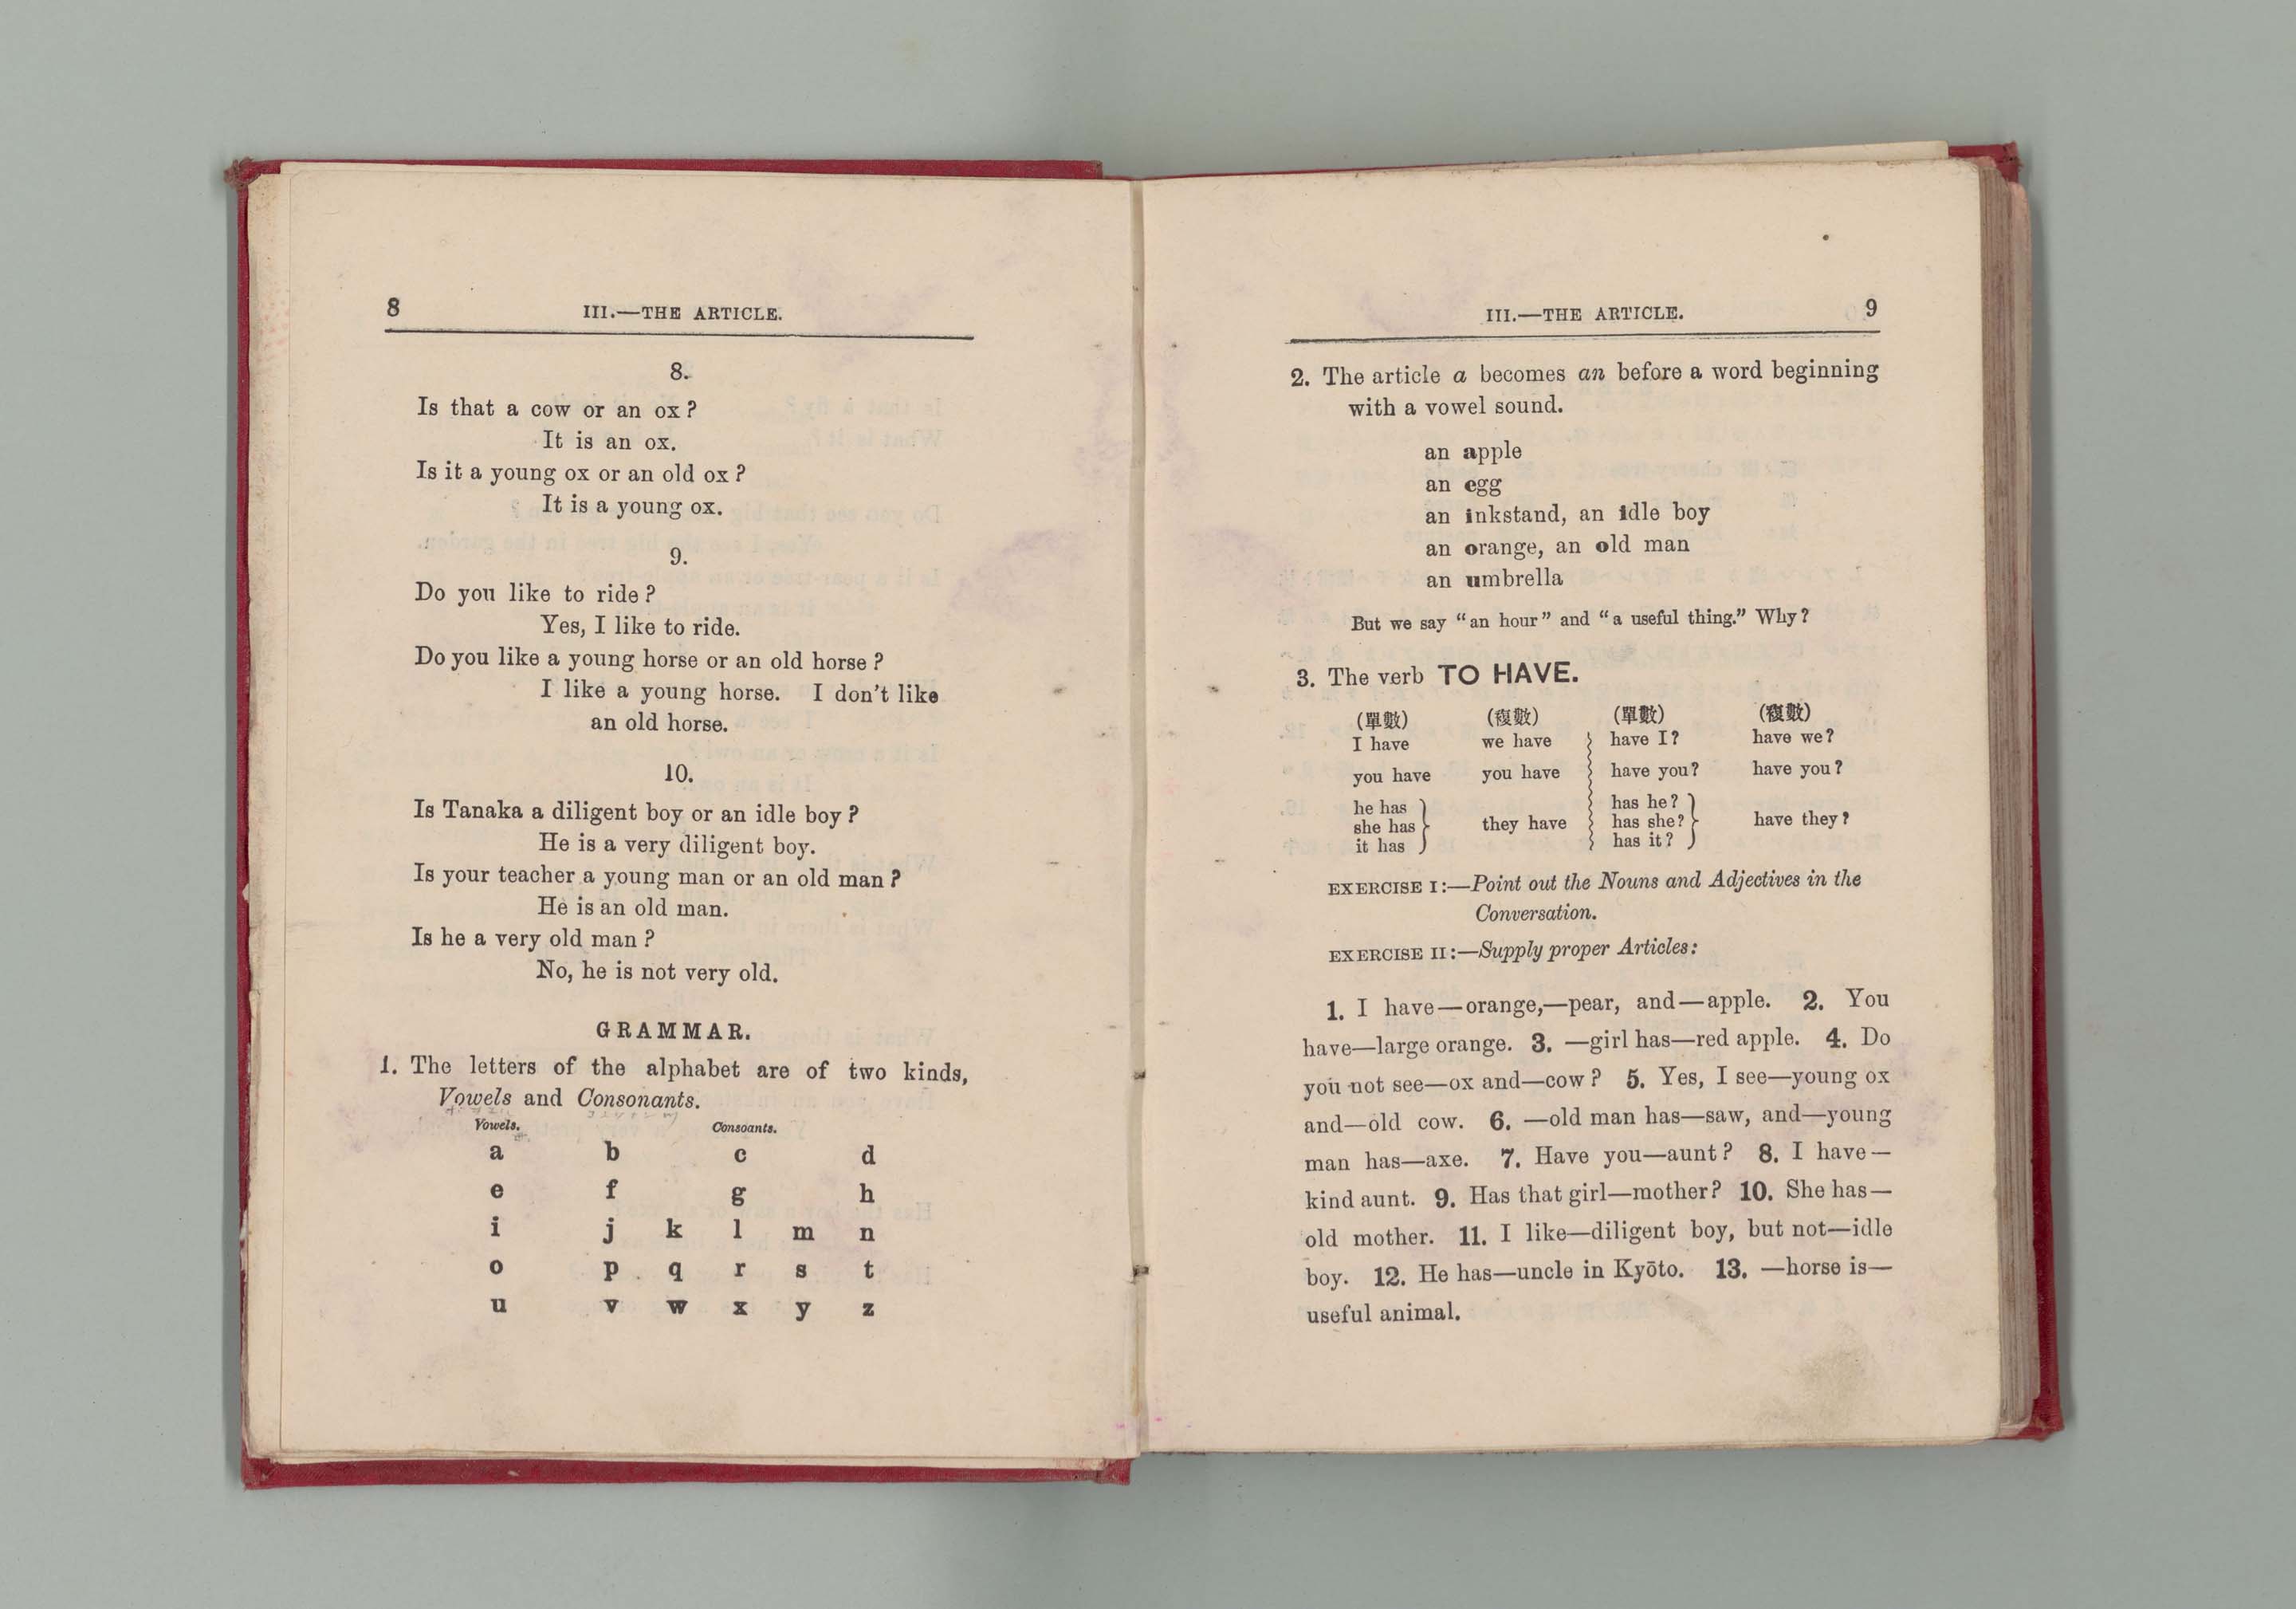 8
III.—THE ARTICLE.
8.
Is that a cow or an ox?
It is an ox.
Is it a young ox or an old ox?
It is a young ox.
9.
Do you like to ride?
Yes, I like to ride.
Do you like a young horse or an old horse?
I like a young horse. I don't like
an old horse.
10.
Is Tanaka a diligent boy or an idle boy?
He is a very diligent boy.
Is your teacher a young man or an old man?
He is an old man.
Is he a very old man?
No, he is not very old.
GRAMMAR.
1. The letters of the alphabet are of two kinds,
Vowels and Consonants.
Vowels. Consoants.
a b c d
e f g h
i j k l m n
o p q r s t
u v w x y z
III.—THE ARTICLE.
9
2. The article a becomes an before a word beginning
with a vowel sound.
an apple
an egg
an inkstand, an idle boy
an orange, an old man
an umbrella
But we say "an hour" and "a useful thing." Why?
3. The verb TO HAVE.
(單數) (複數) (單數) (複數)
I have we have have I? have we?
you have you have have you? have you?
he has has he?
she has they have has she? have they?
it has has it?
EXERCISE I:—Point out the Nouns and Adjectives in the
Conversation.
EXERCISE II:—Supply proper Articles:
1. I have—orange,—pear, and—apple. 2. You
have—large orange. 3. —girl has—red apple. 4. Do
you not see—ox and—cow? 5. Yes, I see—young ox
and—old cow. 6. —old man has—saw, and—young
man has—axe. 7. Have you—aunt? 8. I have—
kind aunt. 9. Has that girl—mother? 10. She has—
old mother. 11. I like—diligent boy, but not—idle
boy. 12. He has—uncle in Kyōto. 13. —horse is—
useful animal.